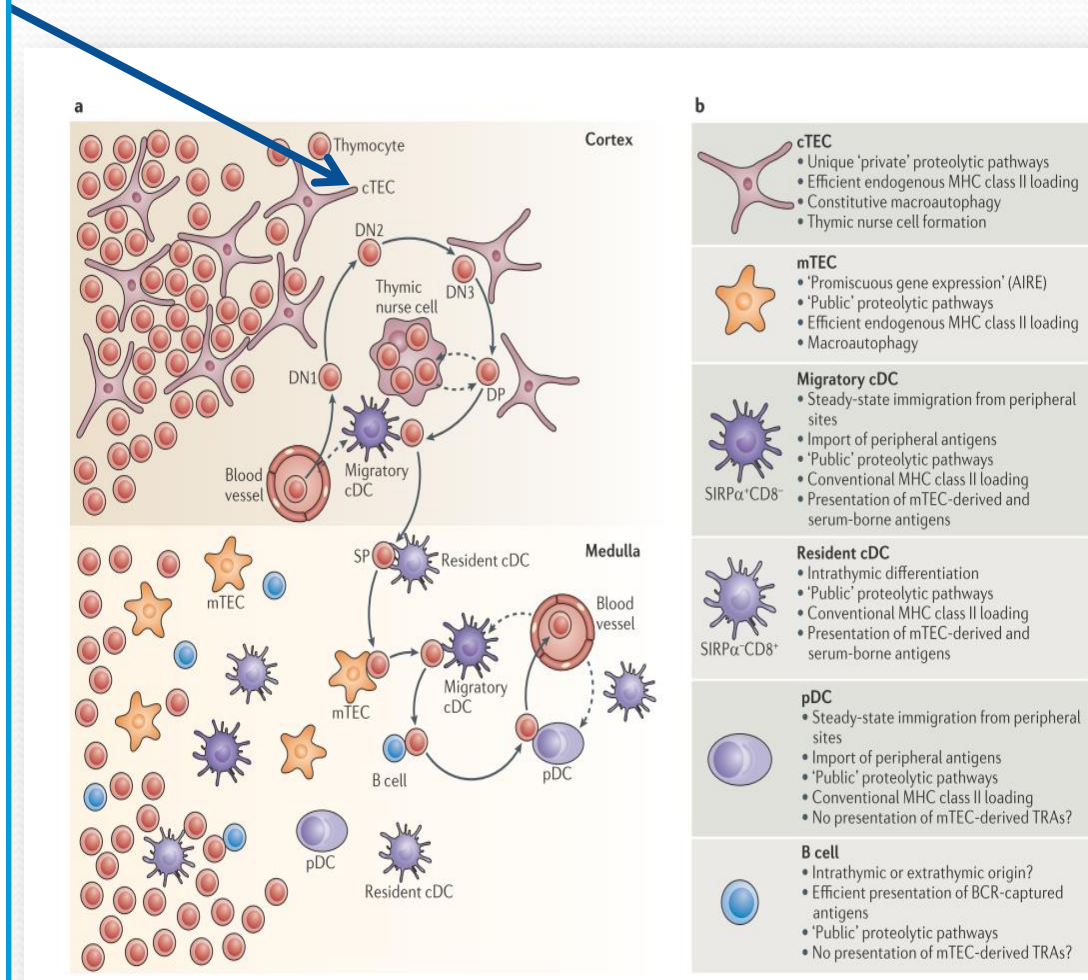 a
Cortex
Thymocyte
cTEC
DN2
DN3
Thymic
nurse cell
DN1
DP
Migratory
cDC
Blood
vessel
Medulla
SP
Resident cDC
mTEC
Blood
vessel
mTEC
Migratory
cDC
B cell
pDC
pDC
Resident cDC
b
cTEC
• Unique ‘private’ proteolytic pathways
• Efficient endogenous MHC class II loading
• Constitutive macroautophagy
• Thymic nurse cell formation
mTEC
• ‘Promiscuous gene expression’ (AIRE)
• ‘Public’ proteolytic pathways
• Efficient endogenous MHC class II loading
• Macroautophagy
Migratory cDC
• Steady-state immigration from peripheral
sites
• Import of peripheral antigens
• ‘Public’ proteolytic pathways
• Conventional MHC class II loading
• Presentation of mTEC-derived and
serum-borne antigens
SIRPα⁺CD8⁻
Resident cDC
• Intrathymic differentiation
• ‘Public’ proteolytic pathways
• Conventional MHC class II loading
• Presentation of mTEC-derived and
serum-borne antigens
SIRPα⁻CD8⁺
pDC
• Steady-state immigration from peripheral
sites
• Import of peripheral antigens
• ‘Public’ proteolytic pathways
• Conventional MHC class II loading
• No presentation of mTEC-derived TRAs?
B cell
• Intrathymic or extrathymic origin?
• Efficient presentation of BCR-captured
antigens
• ‘Public’ proteolytic pathways
• No presentation of mTEC-derived TRAs?